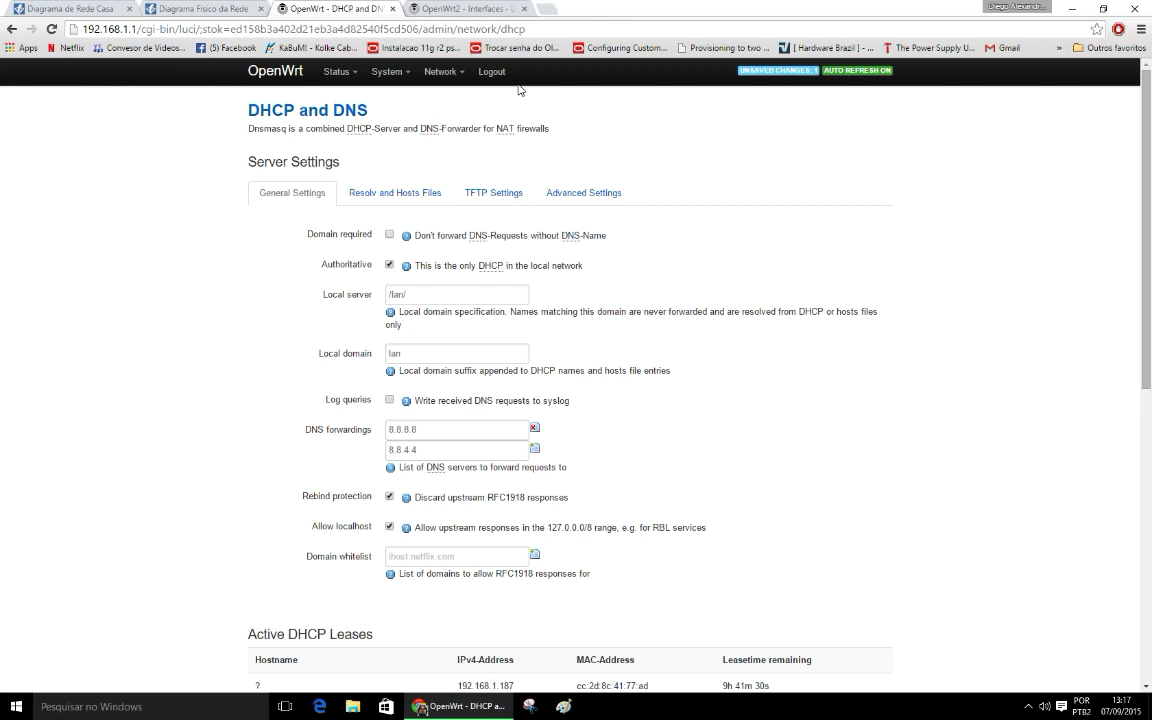 Diagrama de Rede Casa
Diagrama Físico da Rede
OpenWrt - DHCP and DN
OpenWrt2 - Interfaces - L
Diego Alexandr...
192.168.1.1/cgi-bin/luci/;stok=ed158b3a402d21eb3a4d82540f5cd506/admin/network/dhcp
Apps
Netflix
Convesor de Videos...
(5) Facebook
KaBuM! - Kolke Cab...
Instalacao 11g r2 ps...
Trocar senha do Ol...
Configuring Custom...
Provisioning to two ...
[ Hardware Brazil ] - ...
The Power Supply U...
Gmail
»
Outros favoritos
OpenWrt Status System Network Logout
UNSAVED CHANGES: 1 AUTO REFRESH ON
DHCP and DNS
Dnsmasq is a combined DHCP-Server and DNS-Forwarder for NAT firewalls
Server Settings
General Settings Resolv and Hosts Files TFTP Settings Advanced Settings
Domain required Don't forward DNS-Requests without DNS-Name
Authoritative This is the only DHCP in the local network
Local server /lan/
Local domain specification. Names matching this domain are never forwarded and are resolved from DHCP or hosts files
only
Local domain lan
Local domain suffix appended to DHCP names and hosts file entries
Log queries Write received DNS requests to syslog
DNS forwardings 8.8.8.8
8.8.4.4
List of DNS servers to forward requests to
Rebind protection Discard upstream RFC1918 responses
Allow localhost Allow upstream responses in the 127.0.0.0/8 range, e.g. for RBL services
Domain whitelist ihost.netflix.com
List of domains to allow RFC1918 responses for
Active DHCP Leases
Hostname IPv4-Address MAC-Address Leasetime remaining
? 192.168.1.187 cc:2d:8c:41:77:ad 9h 41m 30s
Pesquisar no Windows
OpenWrt - DHCP a...
POR
PTB2
13:17
07/09/2015